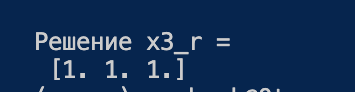 Решение x3_r =
[1. 1. 1.]